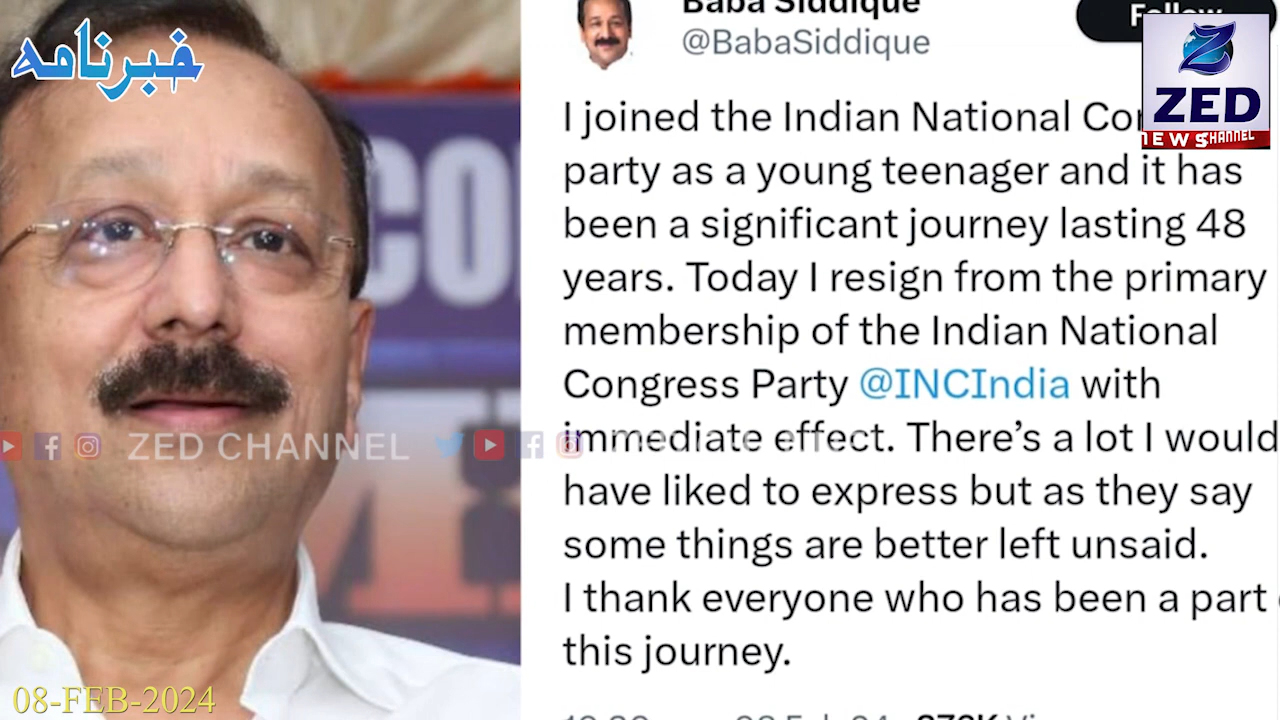 خبرنامه
Baba Siddique
@BabaSiddique
Follow
ZED
NEWS CHANNEL
I joined the Indian National
party as a young teenager and it has
been a significant journey lasting 48
years. Today I resign from the primary
membership of the Indian National
Congress Party @INCIndia with
immediate effect. There’s a lot I would
have liked to express but as they say
some things are better left unsaid.
I thank everyone who has been a part
this journey.
ZED CHANNEL
08-FEB-2024